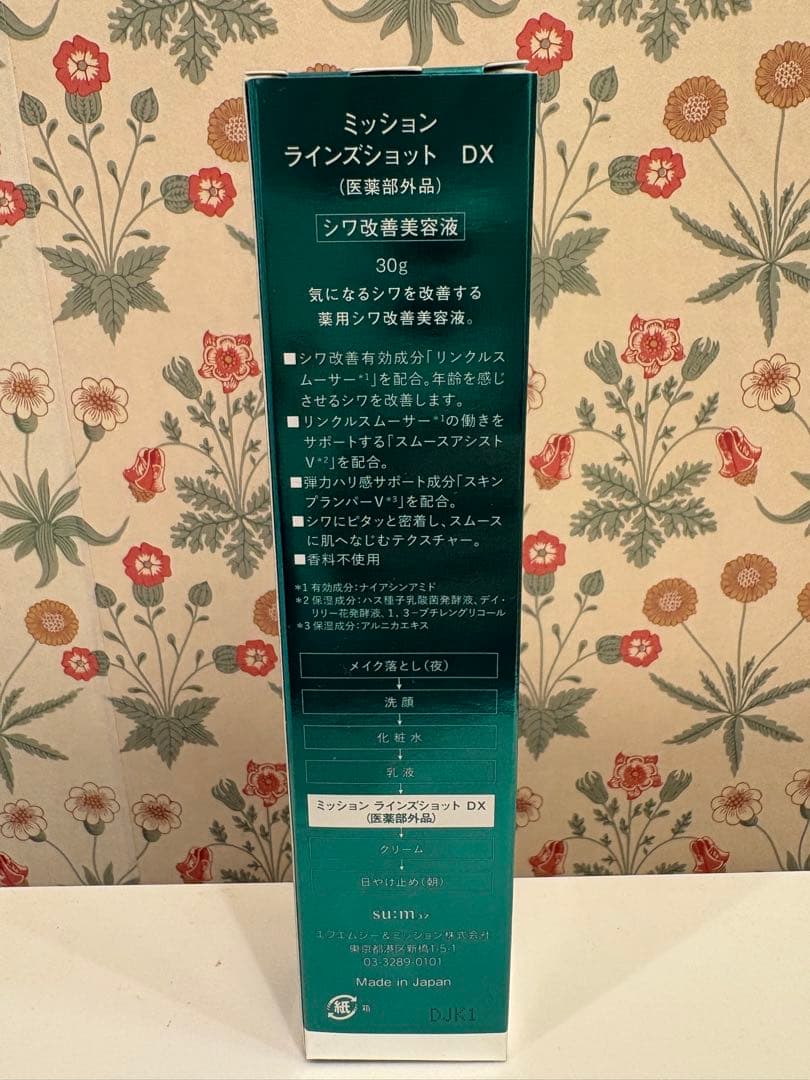 ミッション
ラインズショット DX
(医薬部外品)
シワ改善美容液
30g
気になるシワを改善する
薬用シワ改善美容液。
■シワ改善有効成分「リンクルス
ムーサー*1」を配合。年齢を感じ
させるシワを改善します。
■リンクルスムーサー*1の働きを
サポートする「スムースアシスト
V*2」を配合。
■弾力ハリ感サポート成分「スキン
プランパーV*3」を配合。
■シワにピタッと密着し、スムース
に肌へなじむテクスチャー。
■香料不使用
*1 有効成分:ナイアシンアミド
*2 保湿成分:ハス種子乳酸菌発酵液、デイ・
リリー花発酵液、1、3-ブチレングリコール
*3 保湿成分:アルニカエキス
メイク落とし(夜)
洗顔
化粧水
乳液
ミッション ラインズショット DX
(医薬部外品)
クリーム
日やけ止め(朝)
su:m37
エフエムジー&ミッション株式会社
東京都港区新橋1-5-1
03-3289-0101
Made in Japan
紙 箱
DJK1